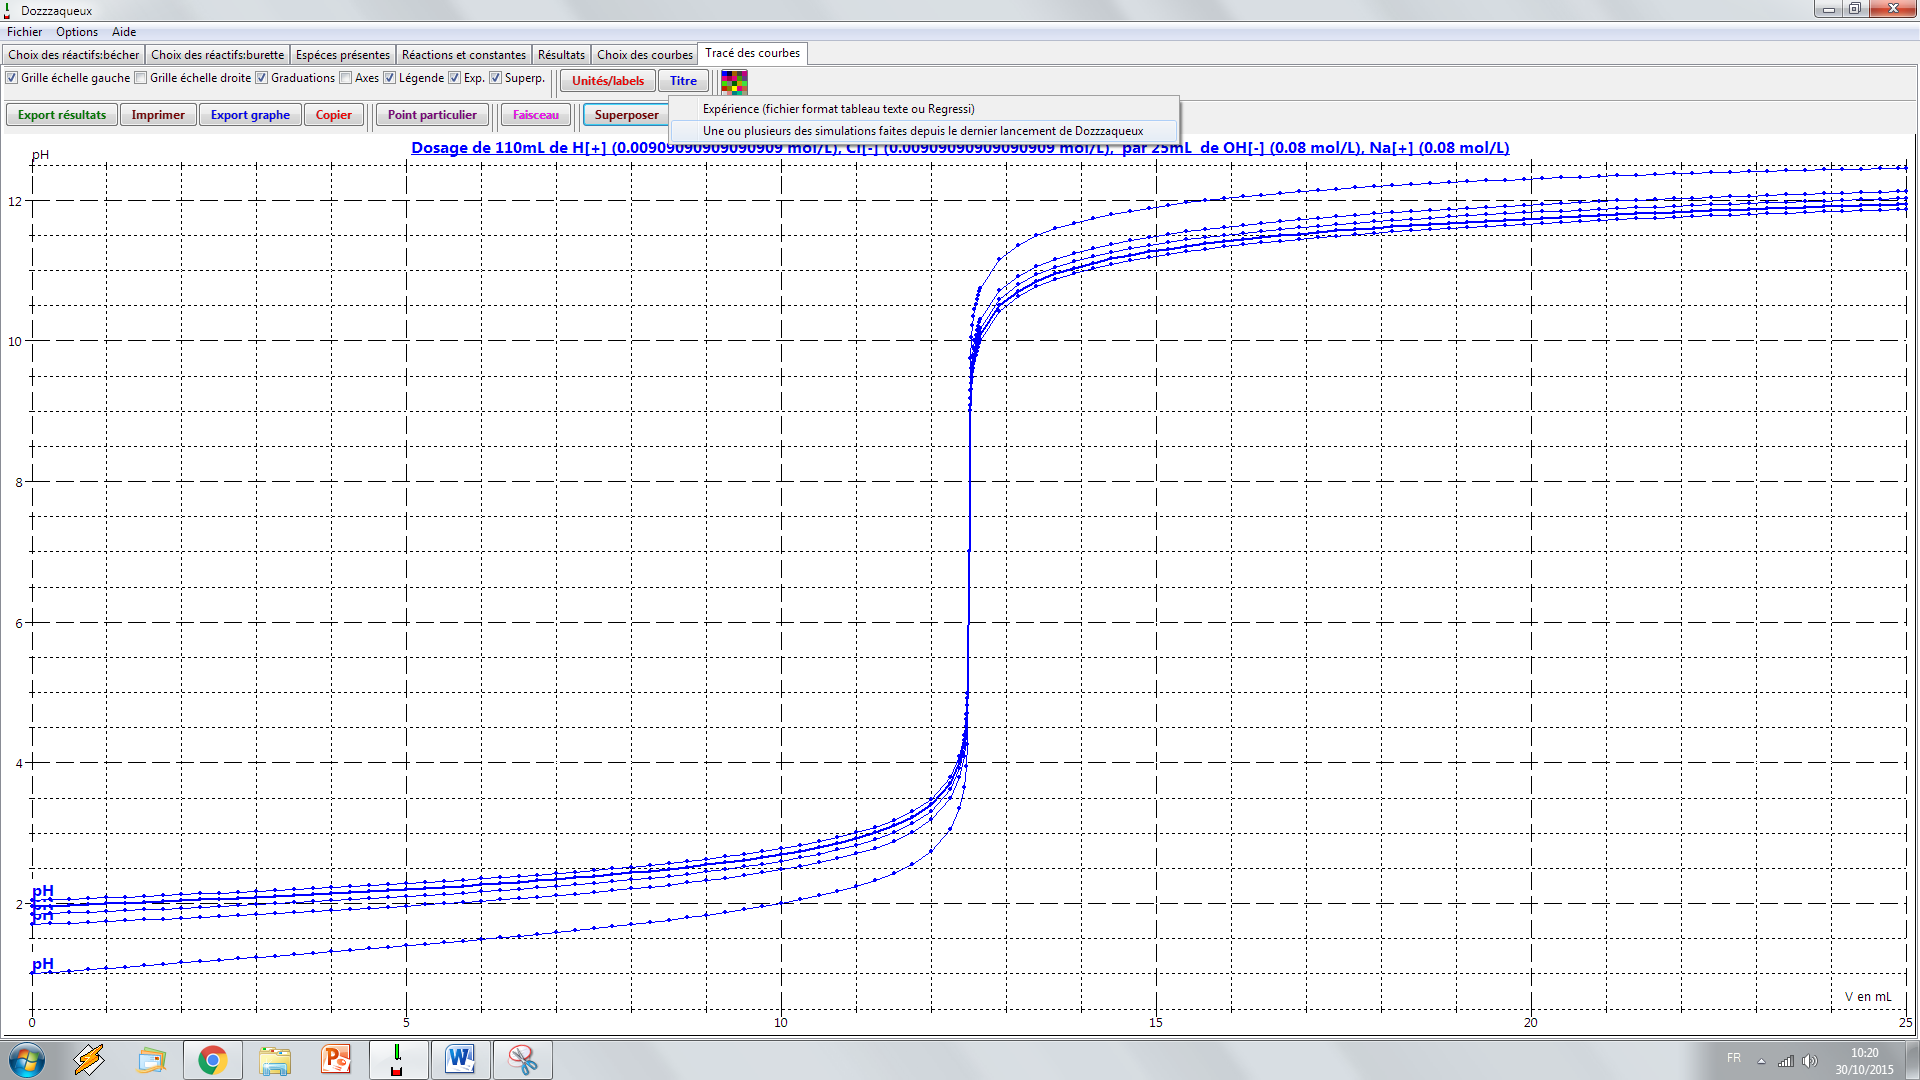 Dozzzaqueux
Fichier Options Aide
Choix des réactifs:bécher Choix des réactifs:burette Espéces présentes Réactions et constantes Résultats Choix des courbes Tracé des courbes
Grille échelle gauche Grille échelle droite Graduations Axes Légende Exp. Superp. Unités/labels Titre
Export résultats Imprimer Export graphe Copier Point particulier Faisceau Superposer
Expérience (fichier format tableau texte ou Regressi)
Une ou plusieurs des simulations faites depuis le dernier lancement de Dozzzaqueux
Dosage de 110mL de H[+] (0.00909090909090909 mol/L), Cl[-] (0.00909090909090909 mol/L), par 25mL de OH[-] (0.08 mol/L), Na[+] (0.08 mol/L)
pH
12
10
8
6
4
2
pH
pH
pH
V en mL
0 5 10 15 20 25
FR
10:20
30/10/2015